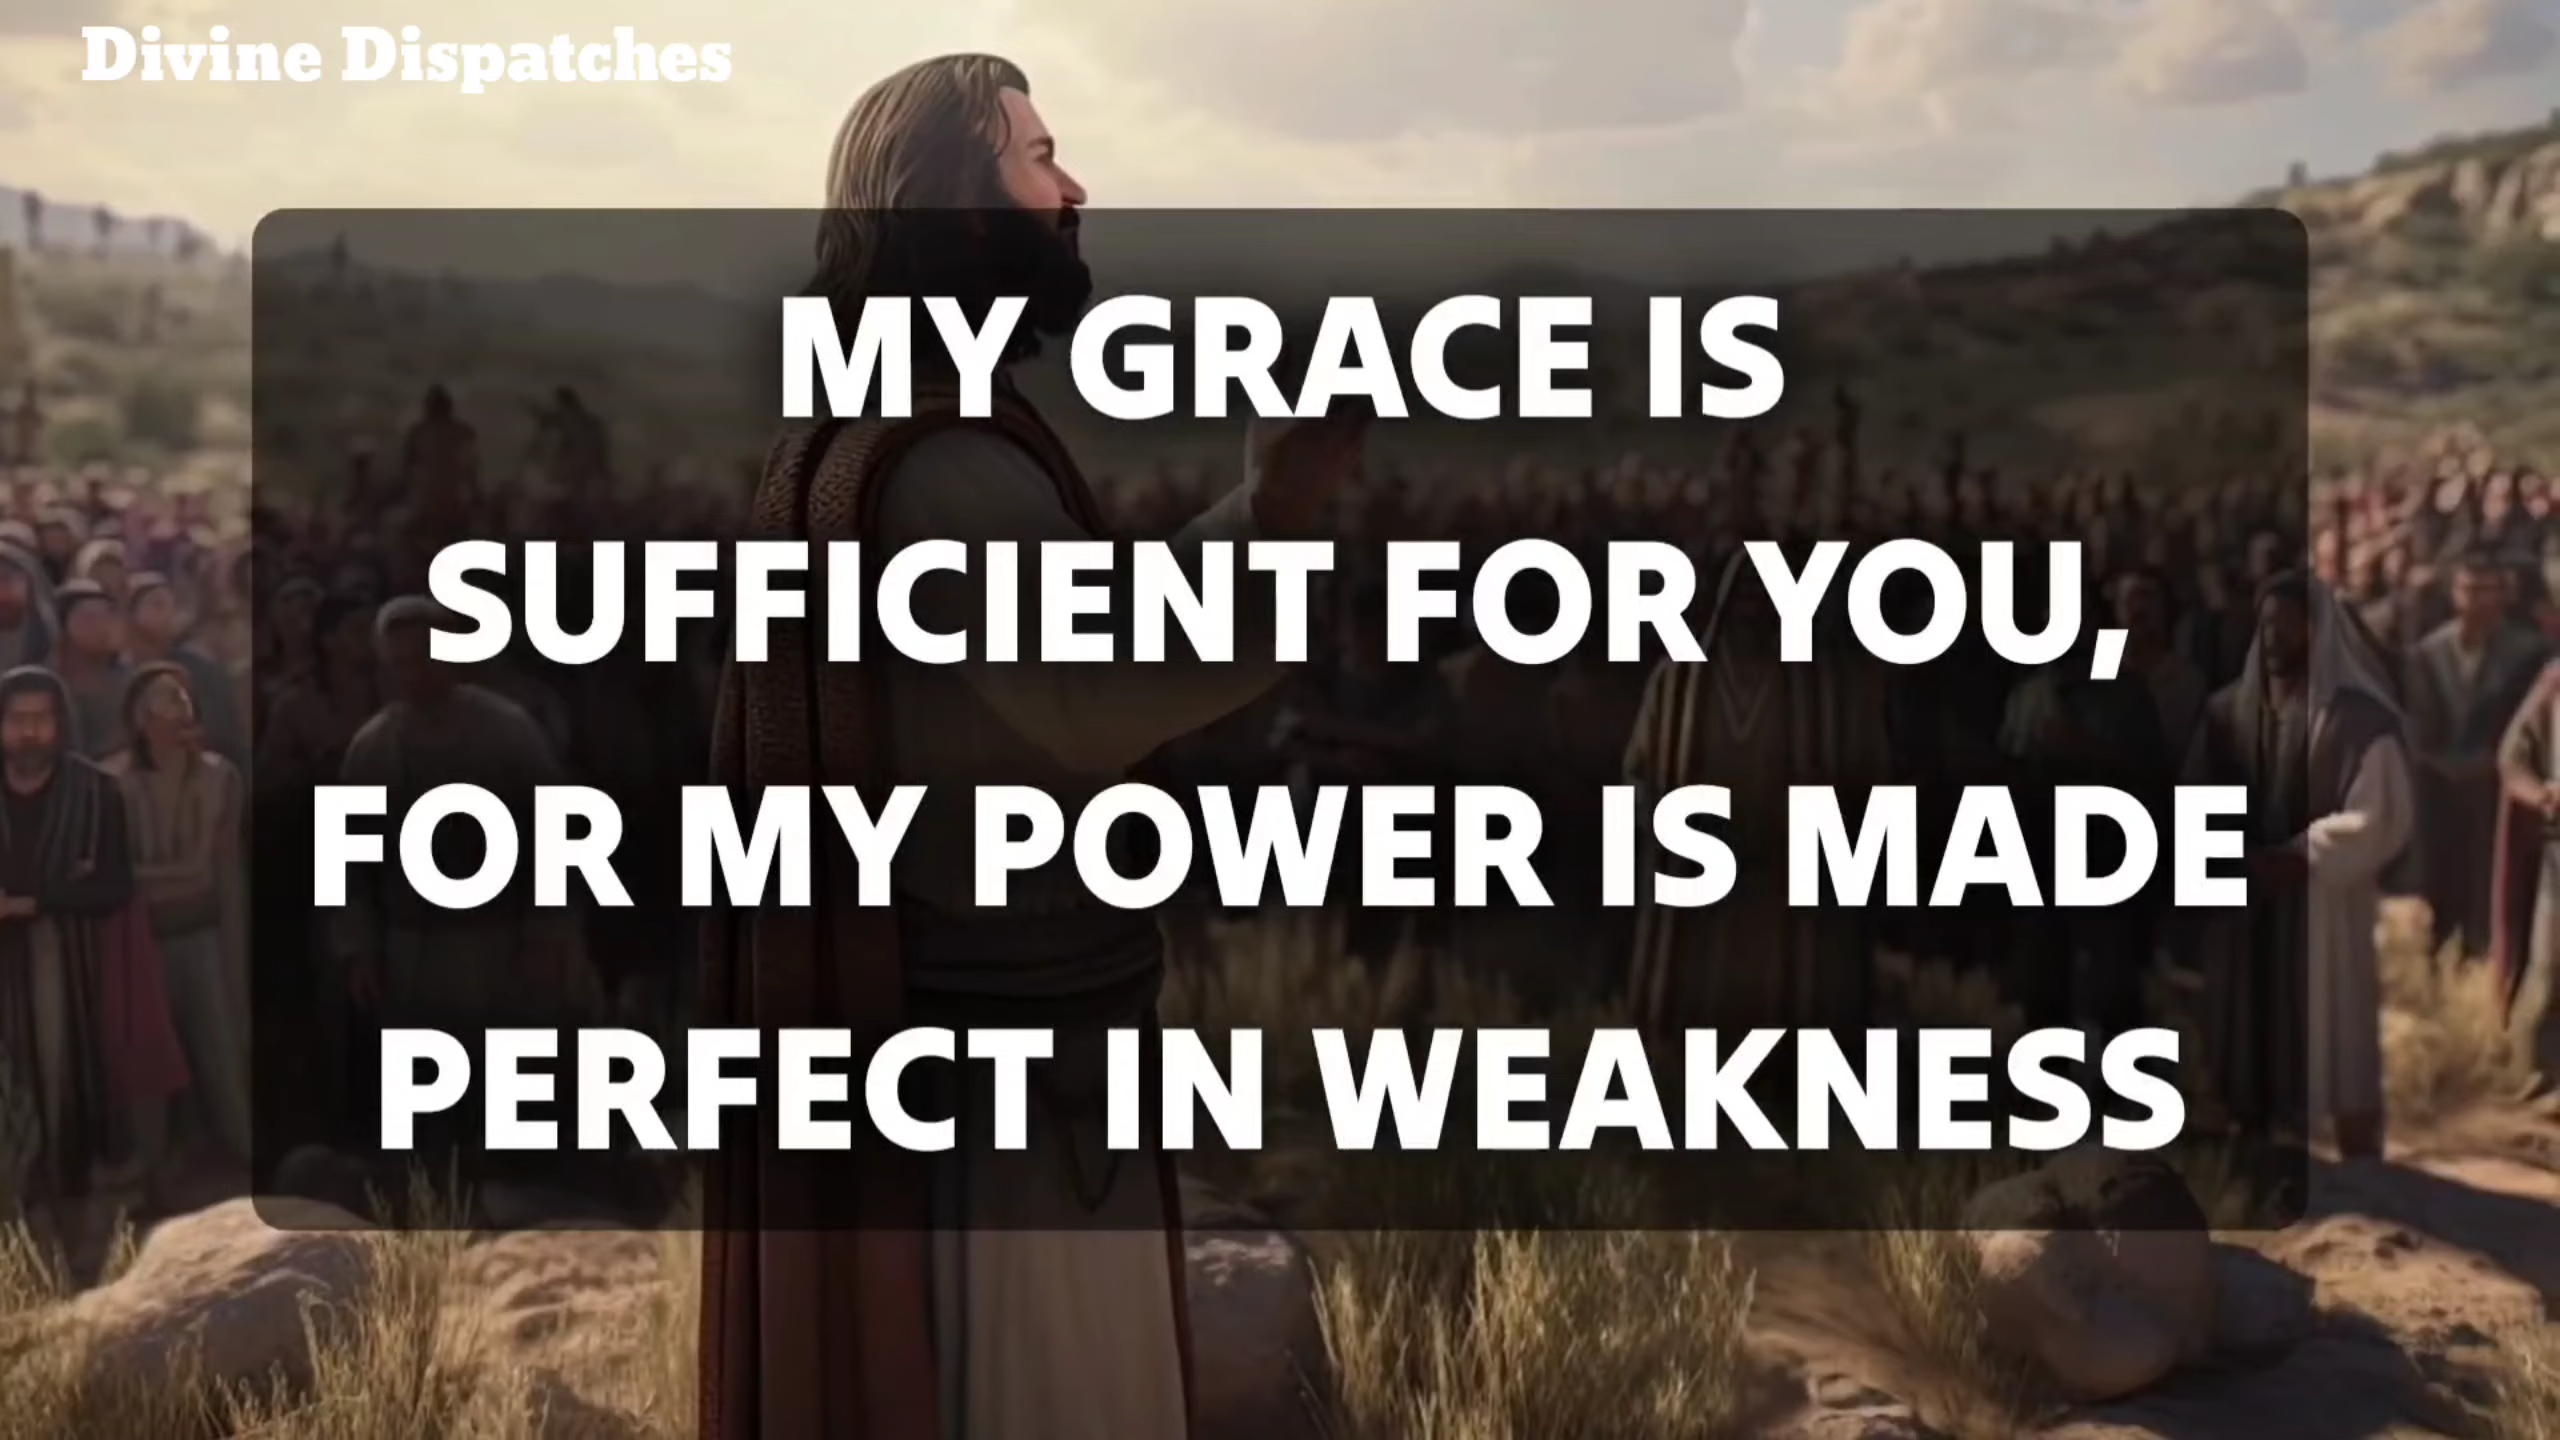 Divine Dispatches
MY GRACE IS
SUFFICIENT FOR YOU,
FOR MY POWER IS MADE
PERFECT IN WEAKNESS